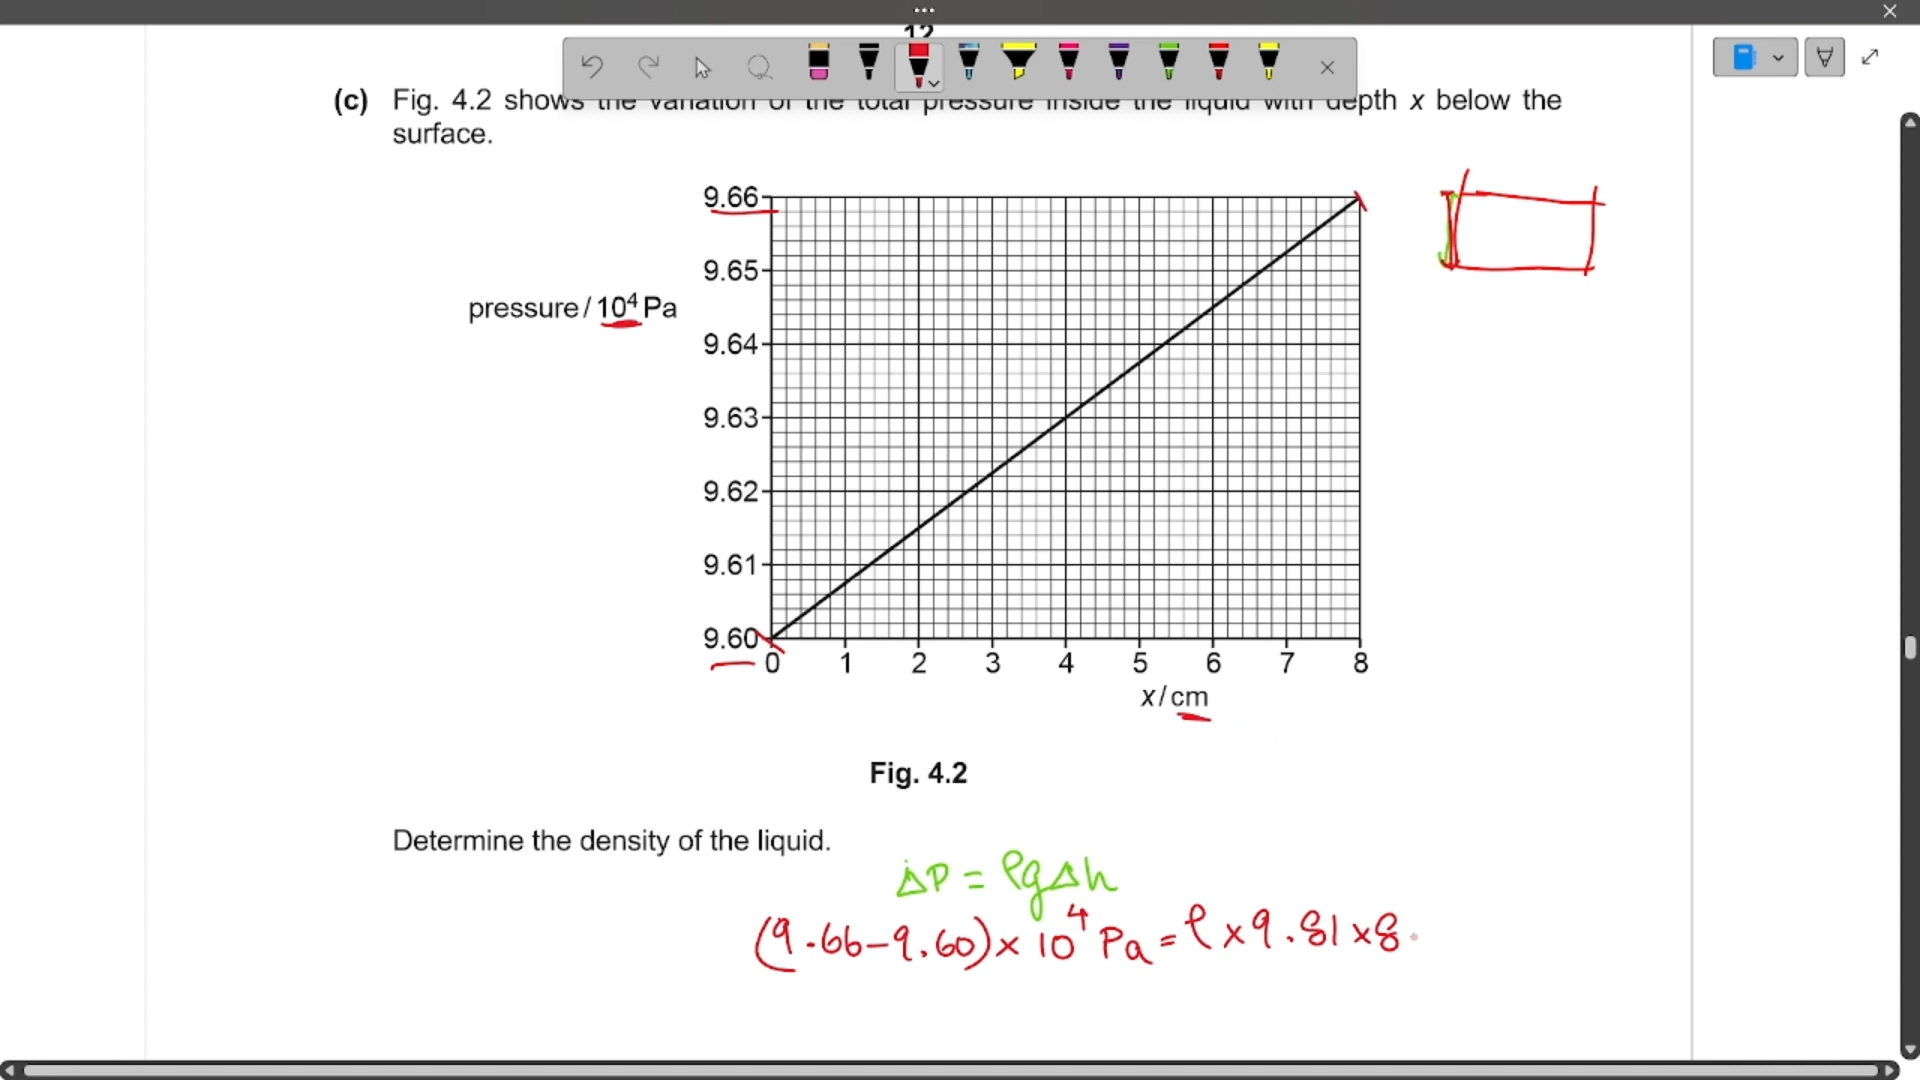 12
(c) Fig. 4.2 shows the variation of the total pressure inside the liquid with depth x below the
surface.
9.66
9.65
pressure / 10⁴ Pa
9.64
9.63
9.62
9.61
9.60
0 1 2 3 4 5 6 7 8
x / cm
Fig. 4.2
Determine the density of the liquid.
ΔP = ρgΔh
(9.66-9.60)×10⁴ Pa = ρ×9.81×8